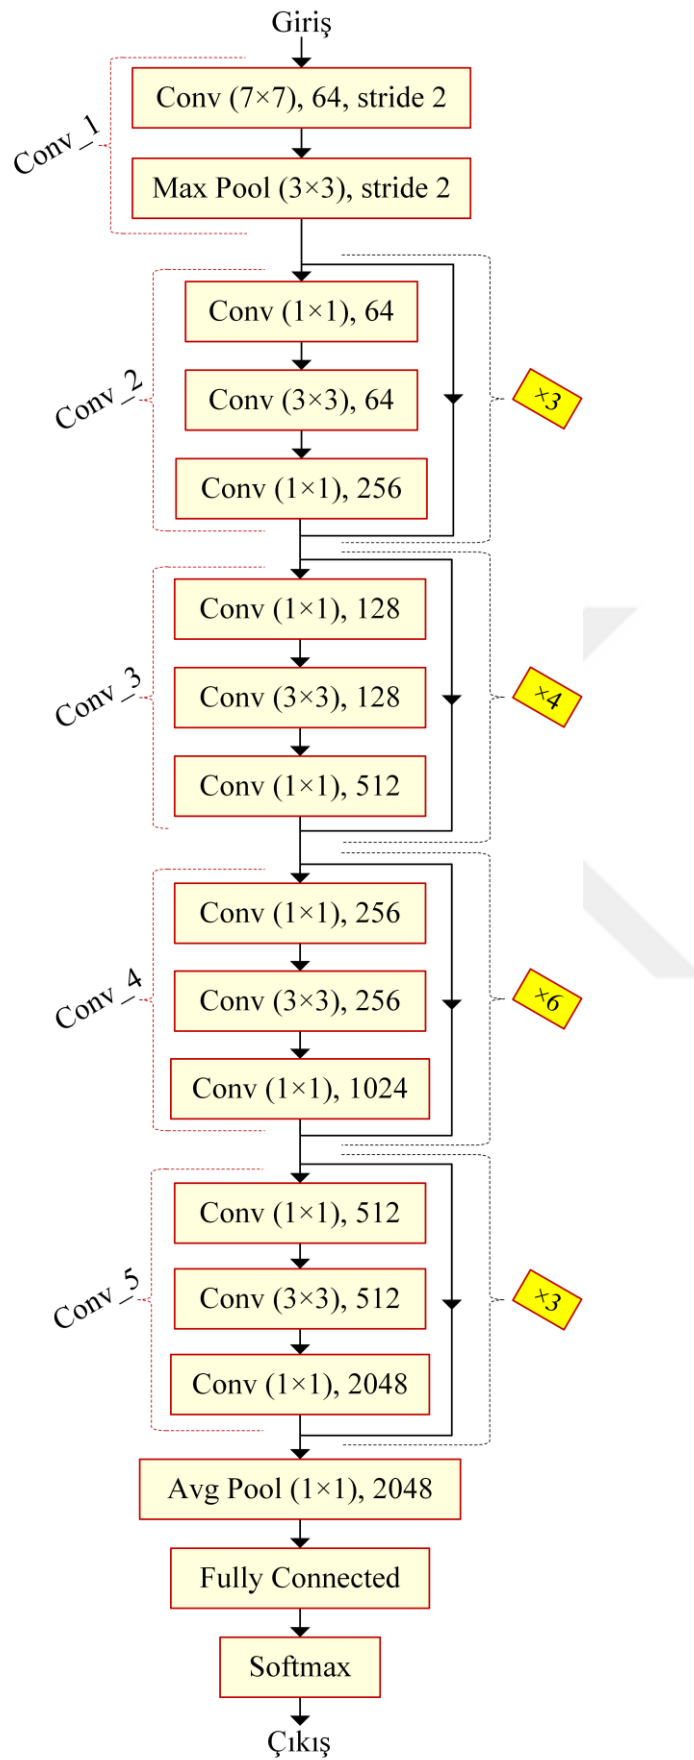 Giriş
Conv_1
Conv (7×7), 64, stride 2
Max Pool (3×3), stride 2
Conv_2
Conv (1×1), 64
Conv (3×3), 64
Conv (1×1), 256
×3
Conv_3
Conv (1×1), 128
Conv (3×3), 128
Conv (1×1), 512
×4
Conv_4
Conv (1×1), 256
Conv (3×3), 256
Conv (1×1), 1024
×6
Conv_5
Conv (1×1), 512
Conv (3×3), 512
Conv (1×1), 2048
×3
Avg Pool (1×1), 2048
Fully Connected
Softmax
Çıkış